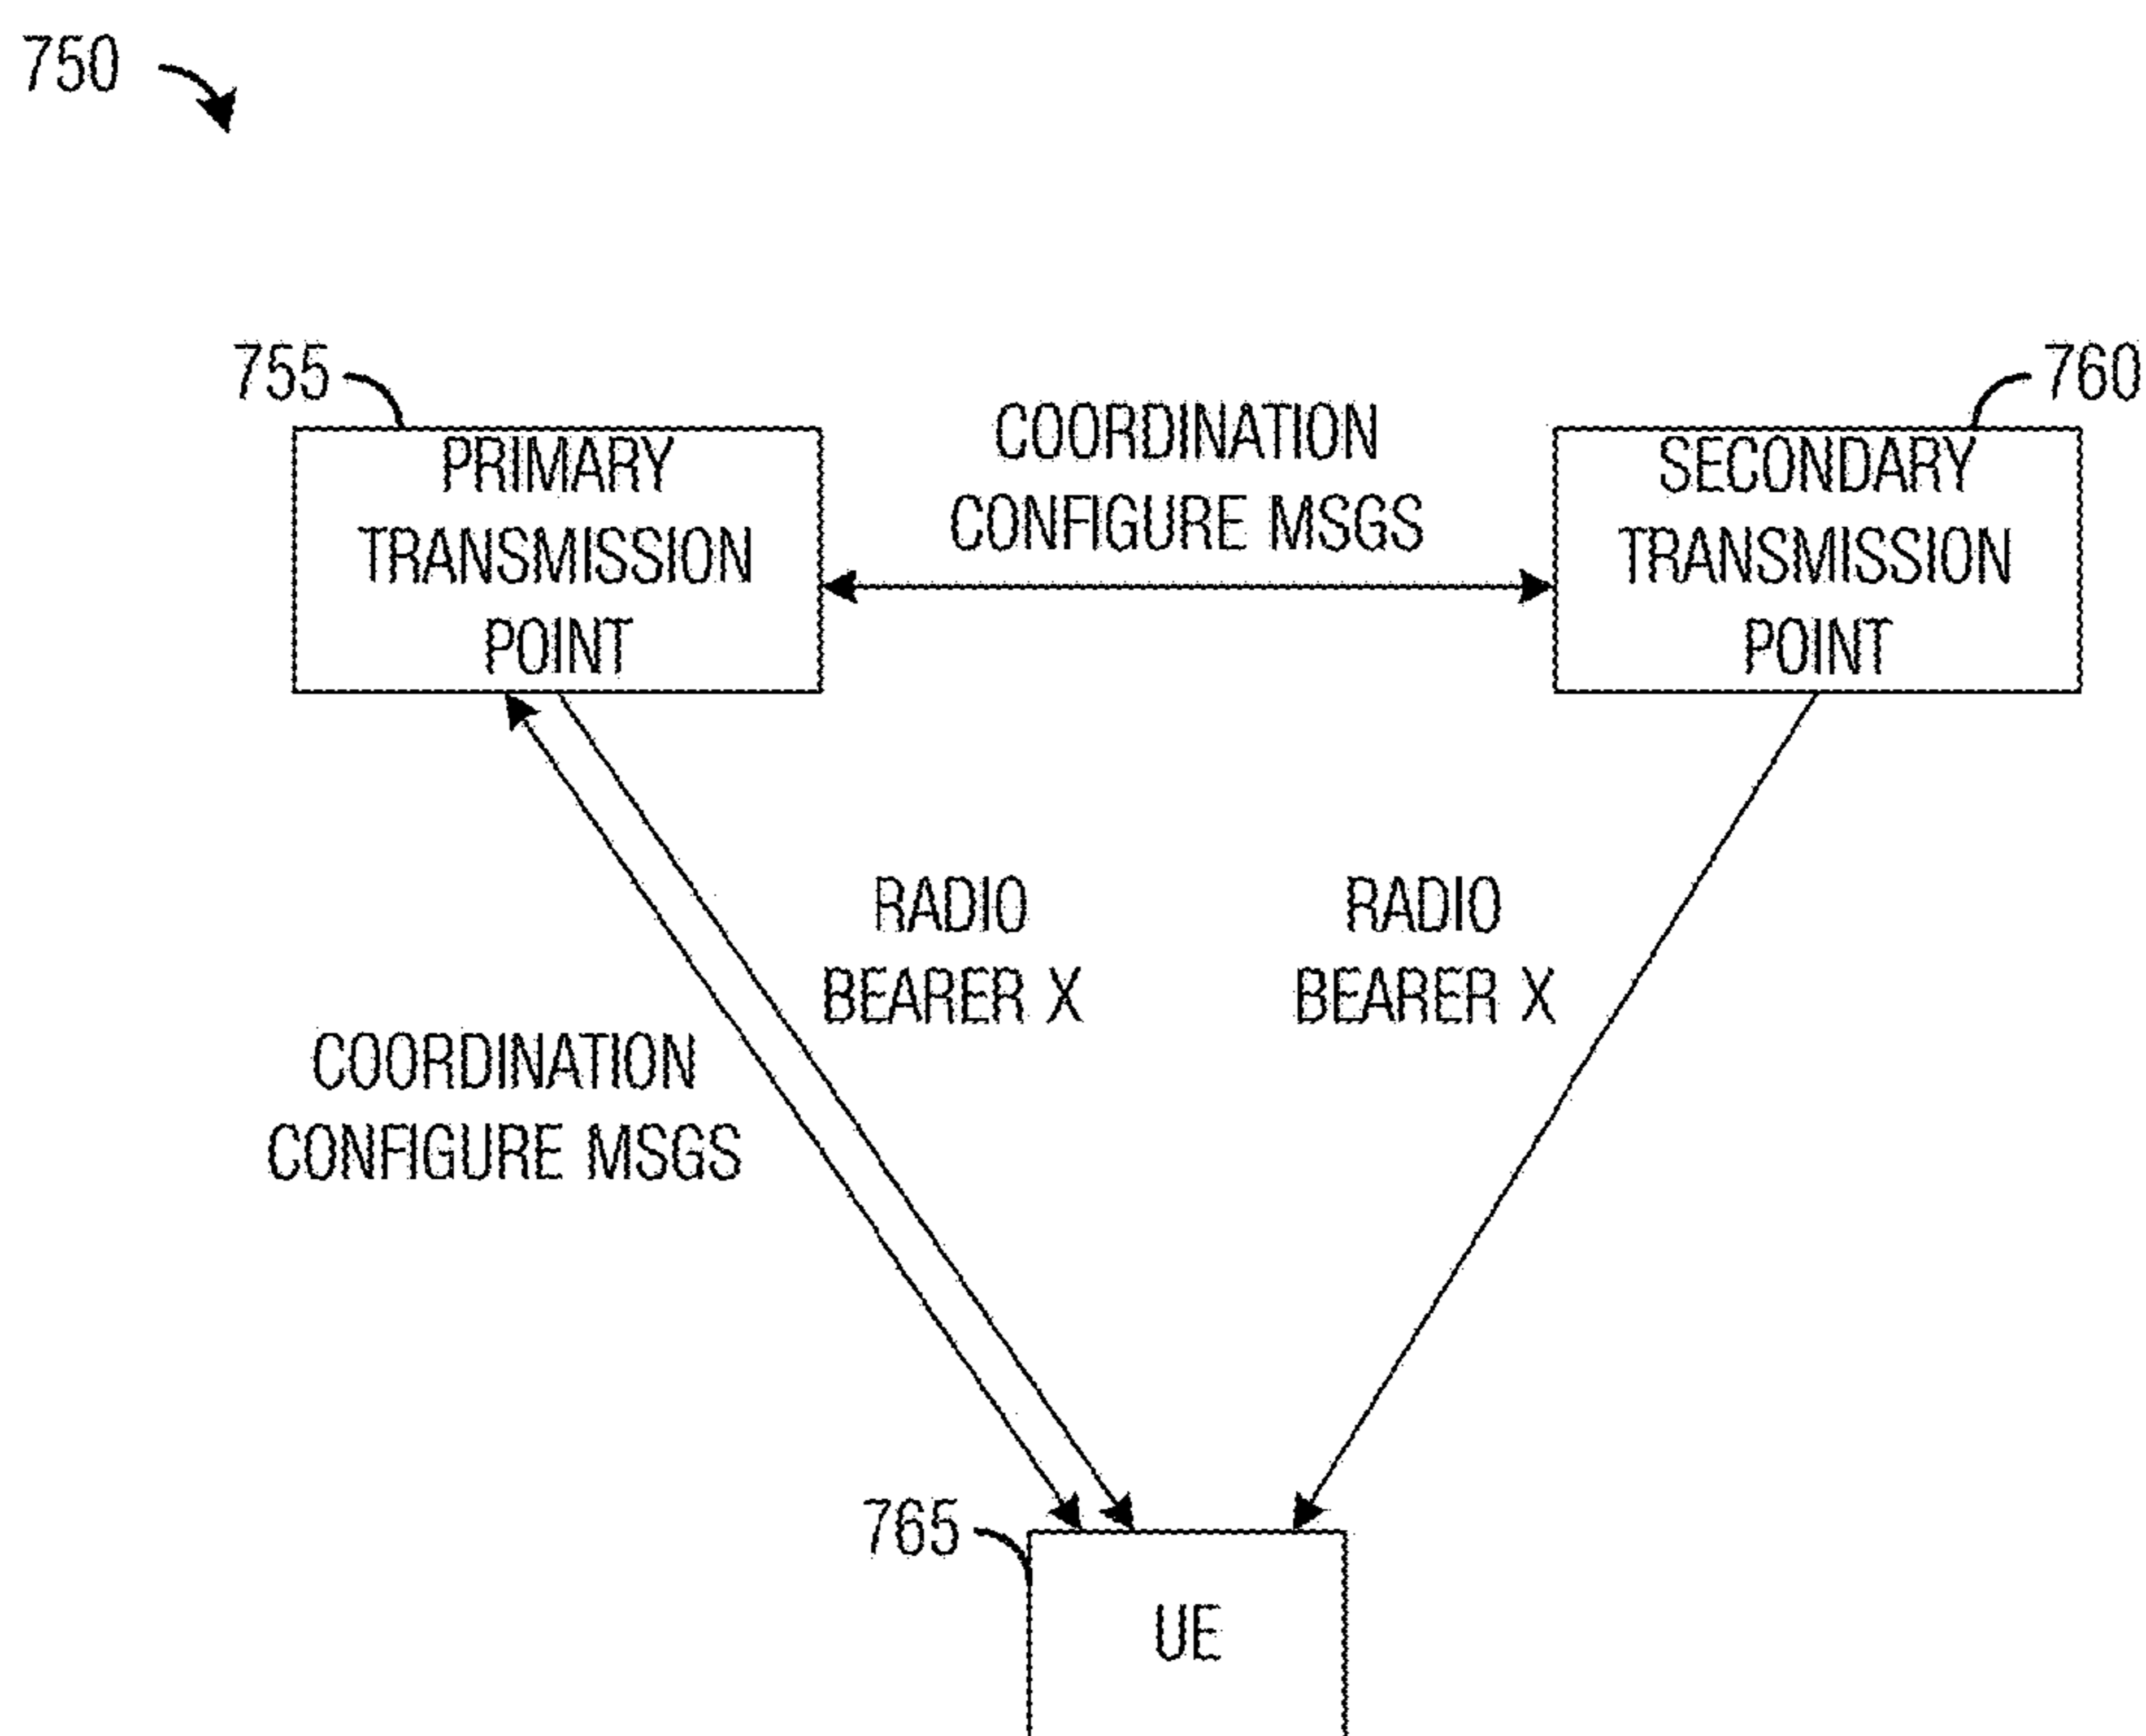 750
755
760
PRIMARY
TRANSMISSION
POINT
COORDINATION
CONFIGURE MSGS
SECONDARY
TRANSMISSION
POINT
RADIO
BEARER X
RADIO
BEARER X
COORDINATION
CONFIGURE MSGS
765
UE